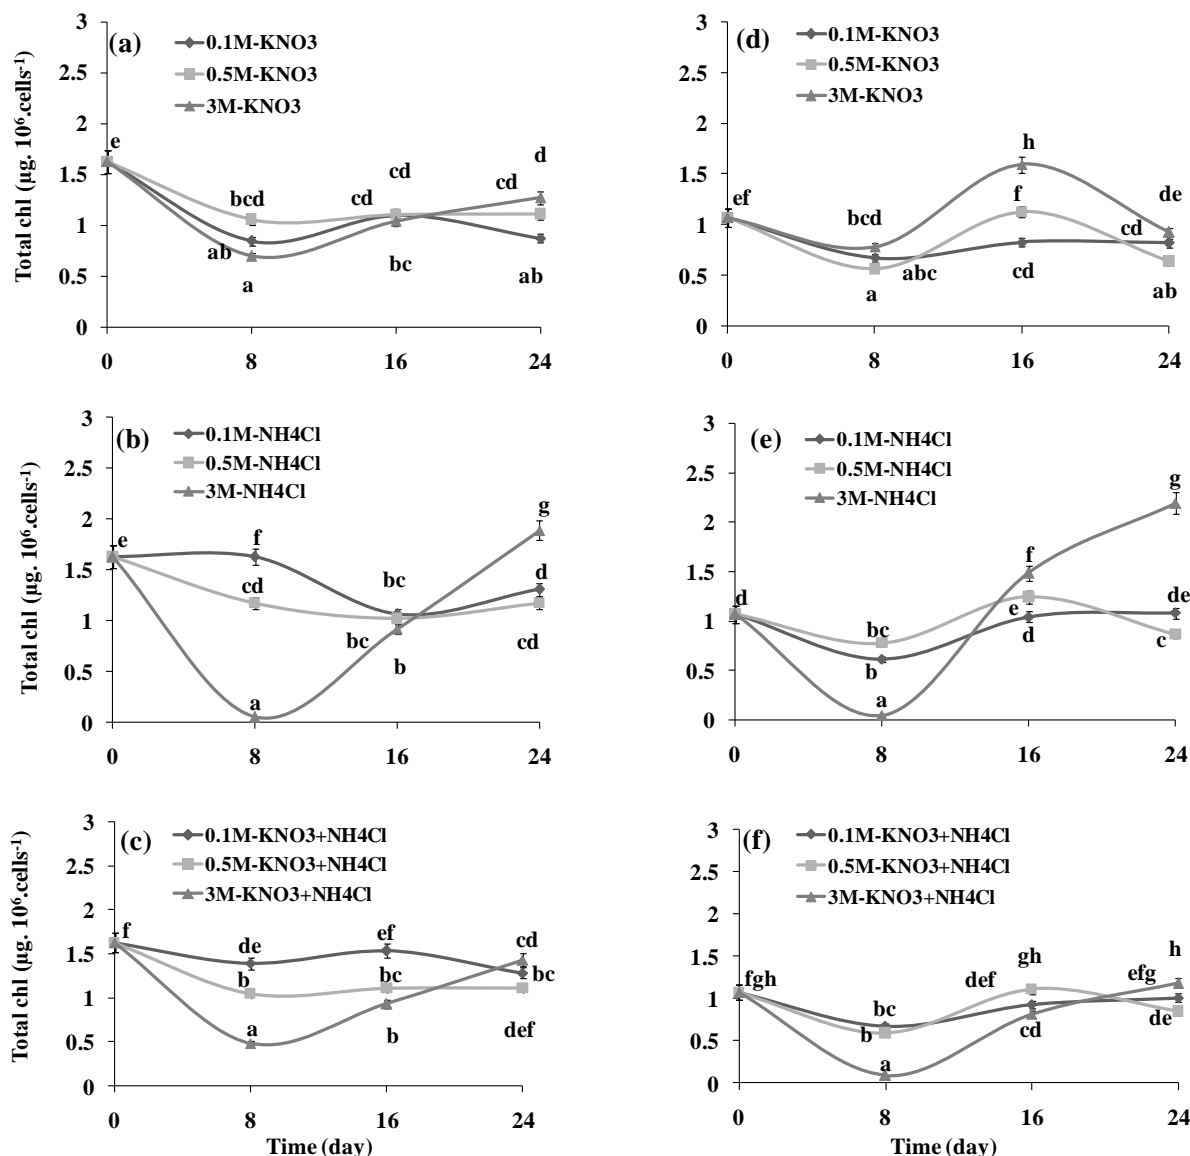 (a)
0.1M-KNO3
0.5M-KNO3
3M-KNO3
Total chl (µg. 10⁶.cells⁻¹)
3
2.5
2
1.5
1
0.5
0
e
bcd
ab
a
cd
cd
bc
d
cd
ab
0 8 16 24
(d)
0.1M-KNO3
0.5M-KNO3
3M-KNO3
3
2.5
2
1.5
1
0.5
0
ef
bcd
a
abc
h
f
cd
de
cd
ab
0 8 16 24
(b)
0.1M-NH4Cl
0.5M-NH4Cl
3M-NH4Cl
Total chl (µg. 10⁶.cells⁻¹)
3
2.5
2
1.5
1
0.5
0
e
f
cd
a
bc
bc
b
g
d
cd
0 8 16 24
(e)
0.1M-NH4Cl
0.5M-NH4Cl
3M-NH4Cl
3
2.5
2
1.5
1
0.5
0
d
bc
b
a
f
e
d
g
de
c
0 8 16 24
(c)
0.1M-KNO3+NH4Cl
0.5M-KNO3+NH4Cl
3M-KNO3+NH4Cl
Total chl (µg. 10⁶.cells⁻¹)
3
2.5
2
1.5
1
0.5
0
f
de
b
a
ef
bc
b
cd
bc
def
0 8 16 24
Time (day)
(f)
0.1M-KNO3+NH4Cl
0.5M-KNO3+NH4Cl
3M-KNO3+NH4Cl
3
2.5
2
1.5
1
0.5
0
fgh
bc
b
a
gh
def
cd
h
efg
de
0 8 16 24
Time (day)